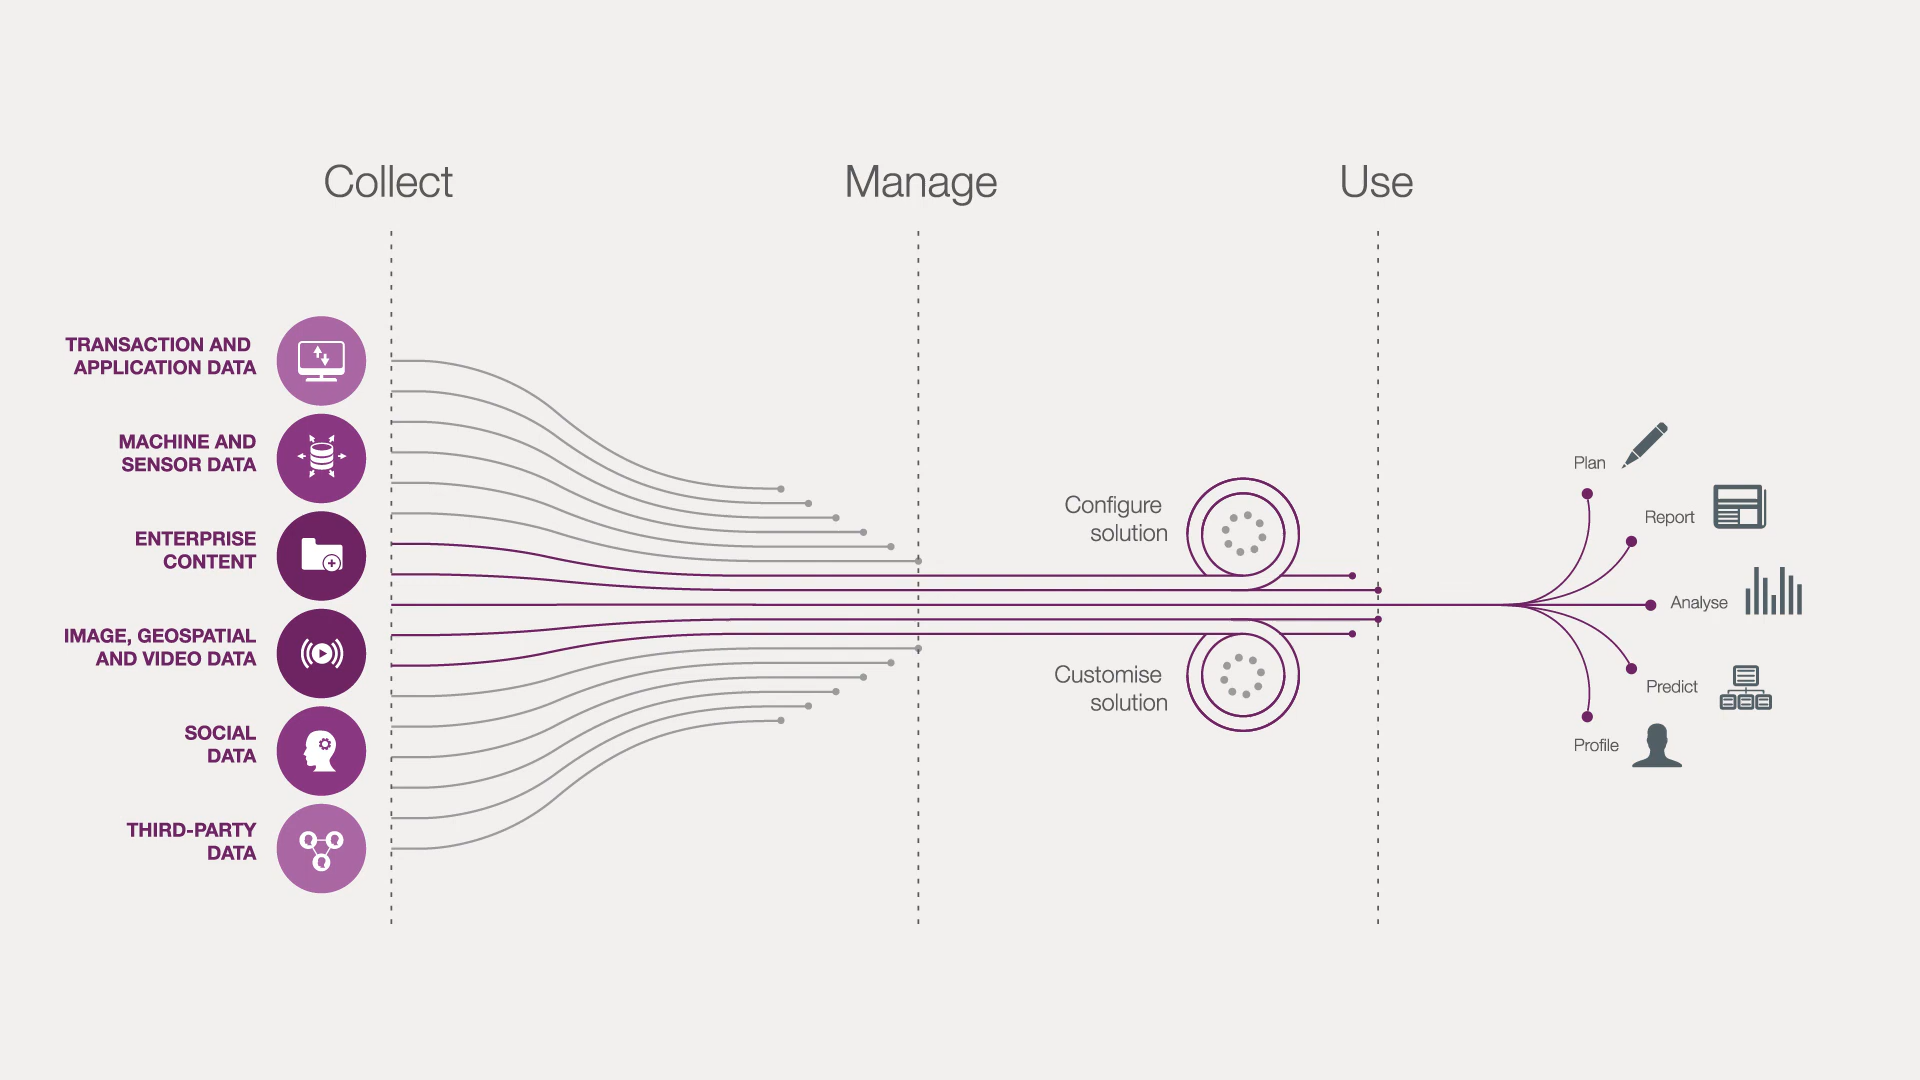 Collect
Manage
Use
TRANSACTION AND
APPLICATION DATA
MACHINE AND
SENSOR DATA
ENTERPRISE
CONTENT
IMAGE, GEOSPATIAL
AND VIDEO DATA
SOCIAL
DATA
THIRD-PARTY
DATA
Configure
solution
Customise
solution
Plan
Report
Analyse
Predict
Profile